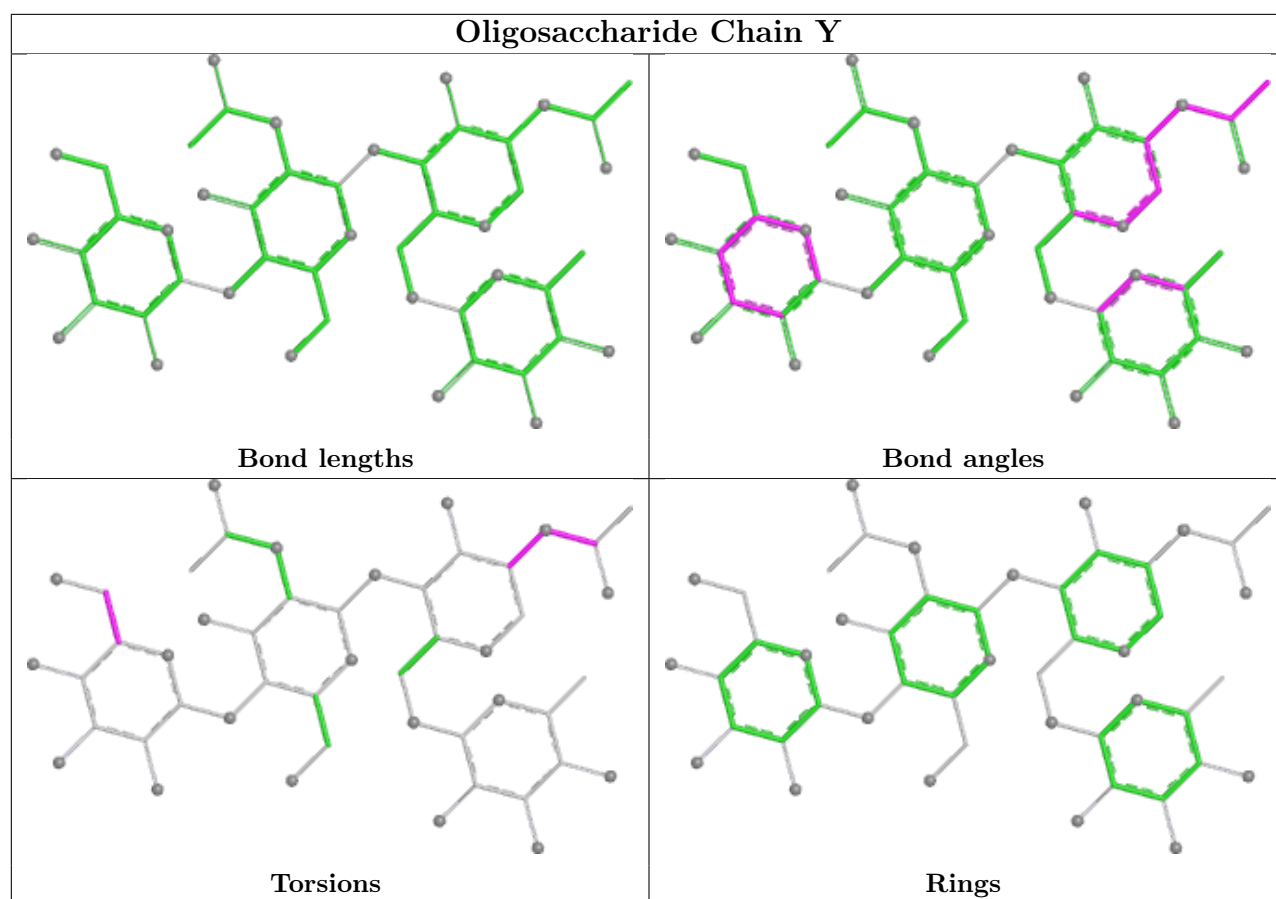 Oligosaccharide Chain Y
Bond lengths
Bond angles
Torsions
Rings